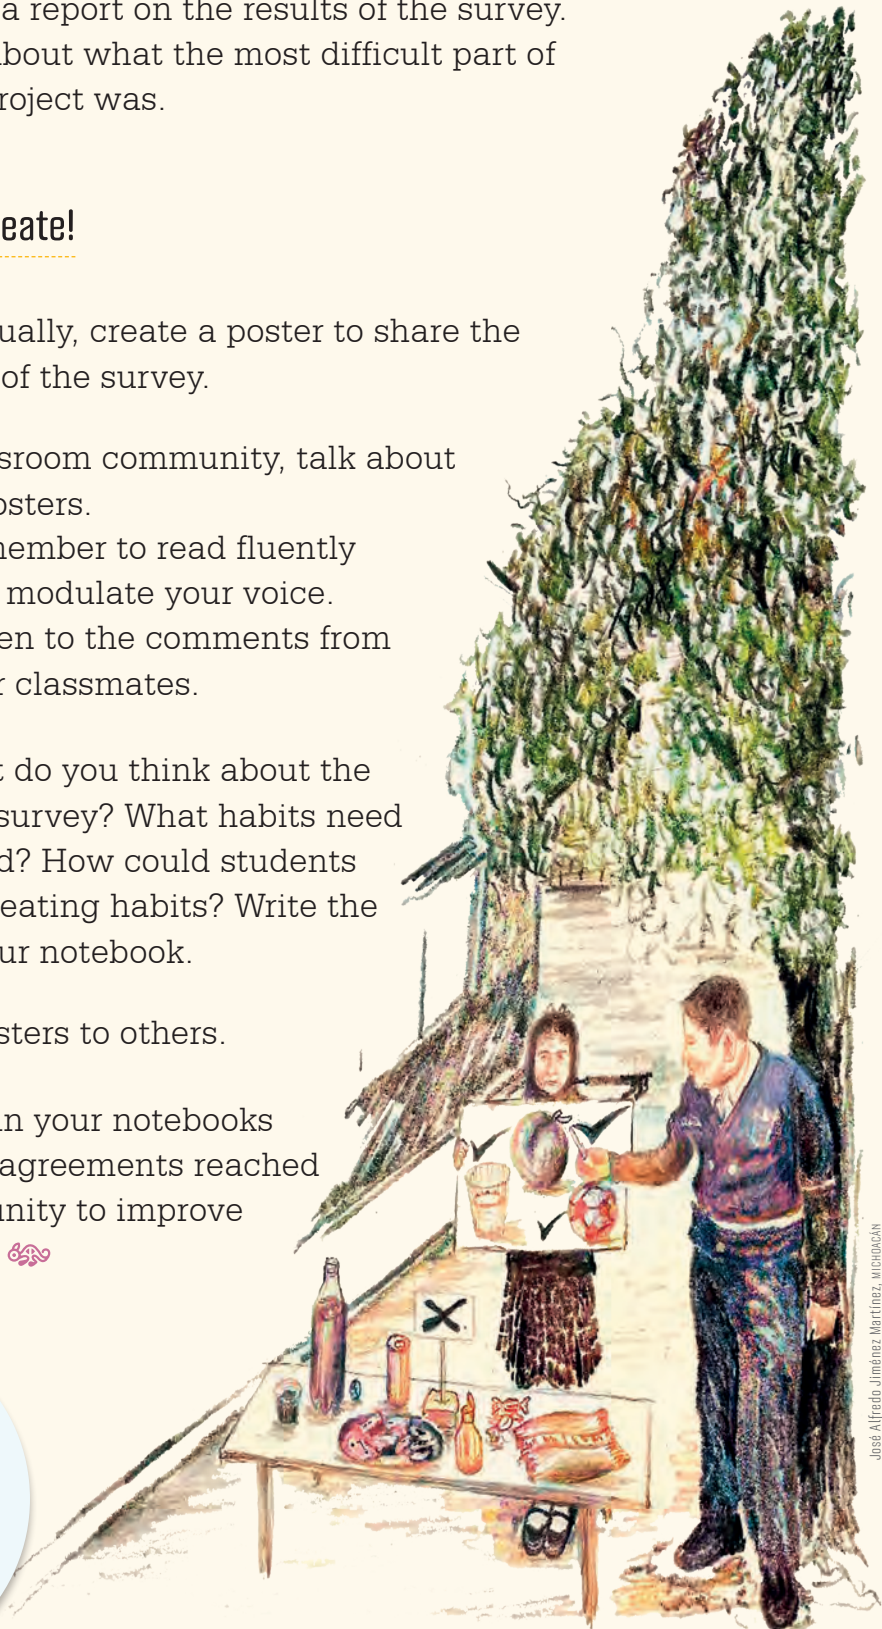 a report on the results of the survey.
bout what the most difficult part of
roject was.
eate!
ually, create a poster to share the
of the survey.
sroom community, talk about
osters.
ember to read fluently
modulate your voice.
en to the comments from
r classmates.
t do you think about the
survey? What habits need
d? How could students
eating habits? Write the
ur notebook.
sters to others.
in your notebooks
agreements reached
unity to improve
José Alfredo Jiménez Martínez, MICHOACÁN